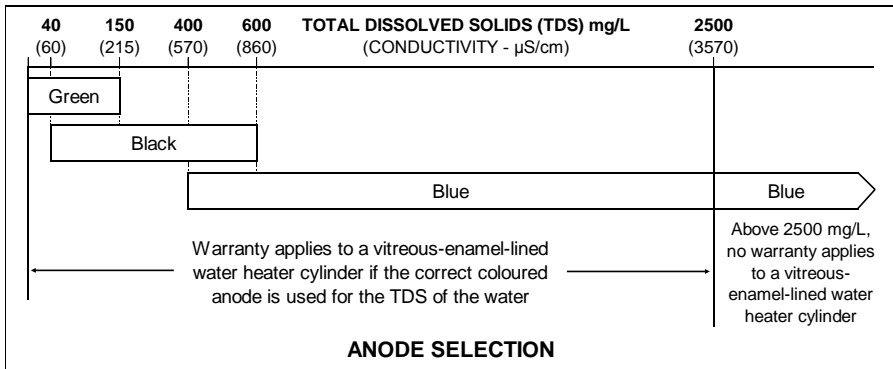 40 150 400 600 TOTAL DISSOLVED SOLIDS (TDS) mg/L 2500
(60) (215) (570) (860) (CONDUCTIVITY - µS/cm) (3570)
Green
Black
Blue Blue
Warranty applies to a vitreous-enamel-lined
water heater cylinder if the correct coloured
anode is used for the TDS of the water
Above 2500 mg/L,
no warranty applies
to a vitreous-
enamel-lined water
heater cylinder
ANODE SELECTION